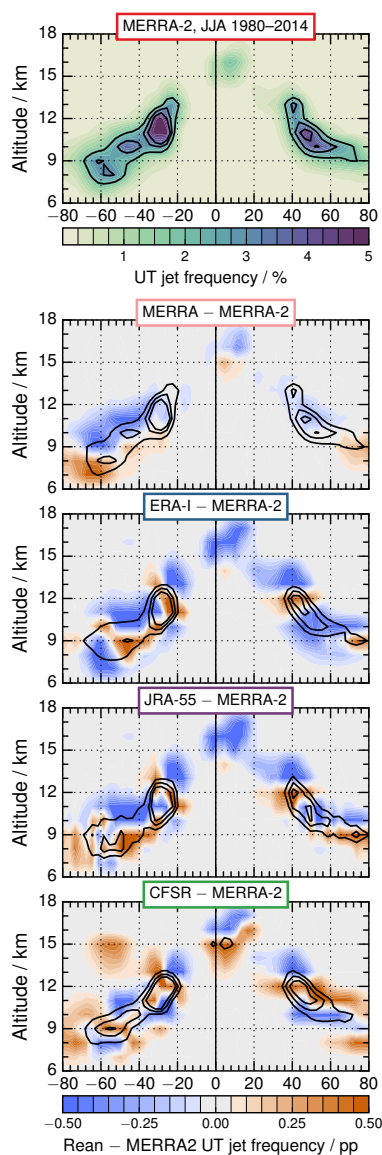 MERRA-2, JJA 1980–2014
Altitude / km
18
15
12
9
6
−80 −60 −40 −20 0 20 40 60 80
1 2 3 4 5
UT jet frequency / %
MERRA − MERRA-2
Altitude / km
18
15
12
9
6
ERA-I − MERRA-2
Altitude / km
18
15
12
9
6
JRA-55 − MERRA-2
Altitude / km
18
15
12
9
6
CFSR − MERRA-2
Altitude / km
18
15
12
9
6
−80 −60 −40 −20 0 20 40 60 80
−0.50 −0.25 0.00 0.25 0.50
Rean − MERRA2 UT jet frequency / pp